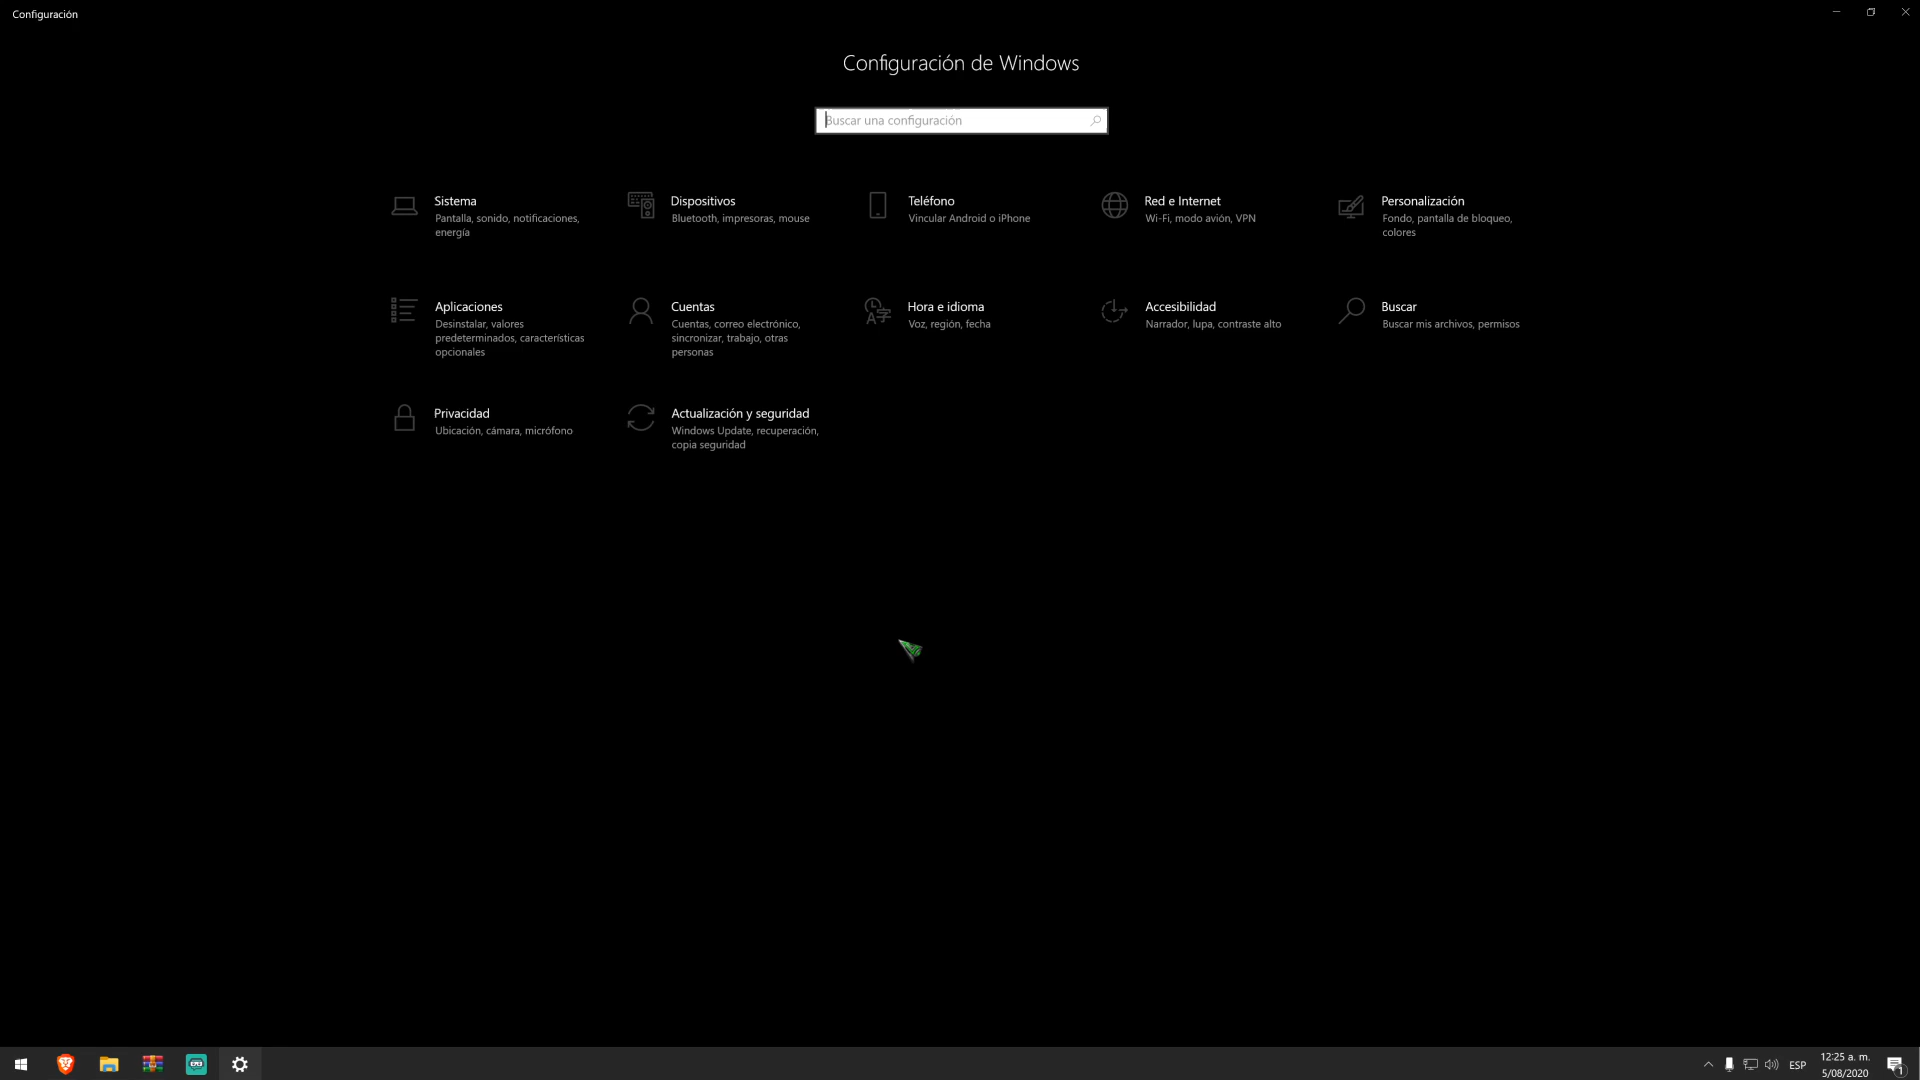 Configuración
Configuración de Windows
Buscar una configuración
Sistema
Pantalla, sonido, notificaciones,
energía
Dispositivos
Bluetooth, impresoras, mouse
Teléfono
Vincular Android o iPhone
Red e Internet
Wi-Fi, modo avión, VPN
Personalización
Fondo, pantalla de bloqueo,
colores
Aplicaciones
Desinstalar, valores
predeterminados, características
opcionales
Cuentas
Cuentas, correo electrónico,
sincronizar, trabajo, otras
personas
Hora e idioma
Voz, región, fecha
Accesibilidad
Narrador, lupa, contraste alto
Buscar
Buscar mis archivos, permisos
Privacidad
Ubicación, cámara, micrófono
Actualización y seguridad
Windows Update, recuperación,
copia seguridad
ESP
12:25 a. m.
5/08/2020
1